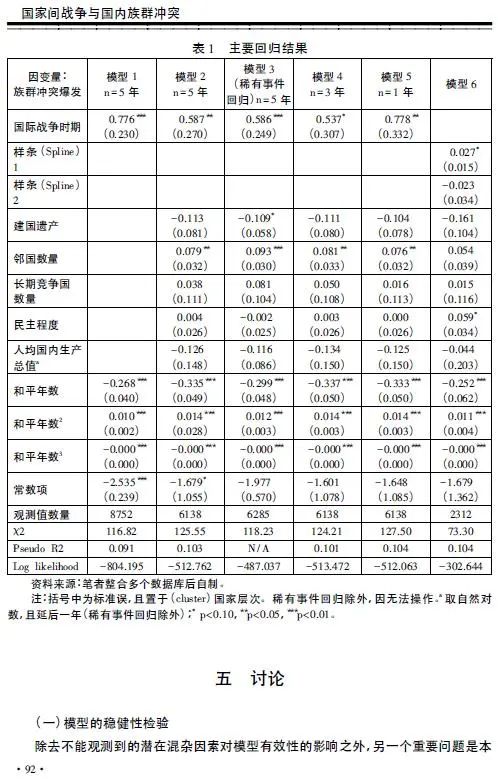 国家间战争与国内族群冲突
表 1 主要回归结果
因变量： 模型 1 模型 2 模型 3 模型 4 模型 5 模型 6
族群冲突爆发 n=5 年 n=5 年 （稀有事件 n=3 年 n=1 年
回归）n=5 年
国际战争时期 0.776*** 0.587** 0.586*** 0.537* 0.778**
(0.230) (0.270) (0.249) (0.307) (0.332)
样条（Spline） 0.027*
1 (0.015)
样条（Spline） -0.023
2 (0.034)
建国遗产 -0.113 -0.109* -0.111 -0.104 -0.161
(0.081) (0.058) (0.080) (0.078) (0.104)
邻国数量 0.079** 0.093*** 0.081** 0.076** 0.054
(0.032) (0.030) (0.033) (0.032) (0.039)
长期竞争国 0.038 0.081 0.050 0.016 0.015
数量 (0.111) (0.104) (0.108) (0.113) (0.116)
民主程度 0.004 -0.002 0.003 0.000 0.059*
(0.026) (0.025) (0.026) (0.026) (0.034)
人均国内生产 -0.126 -0.116 -0.134 -0.125 -0.044
总值ᵃ (0.148) (0.086) (0.150) (0.150) (0.203)
和平年数 -0.268*** -0.335*** -0.299*** -0.337*** -0.333*** -0.252***
(0.040) (0.049) (0.048) (0.050) (0.050) (0.062)
和平年数² 0.010*** 0.014*** 0.012*** 0.014*** 0.014*** 0.011***
(0.002) (0.028) (0.003) (0.003) (0.003) (0.004)
和平年数³ -0.000*** -0.000*** -0.000*** -0.000*** -0.000*** -0.000***
(0.000) (0.000) (0.000) (0.000) (0.000) (0.000)
常数项 -2.535*** -1.679* -1.977 -1.601 -1.648 -1.679
(0.239) (1.055) (0.570) (1.078) (1.085) (1.362)
观测值数量 8752 6138 6285 6138 6138 2312
χ2 116.82 125.55 118.23 124.21 127.50 73.30
Pseudo R2 0.091 0.103 N/A 0.101 0.104 0.104
Log likelihood -804.195 -512.762 -487.037 -513.472 -512.063 -302.644
资料来源：笔者整合多个数据库后自制。
注：括号中为标准误，且置于（cluster）国家层次。稀有事件回归除外，因无法操作。ᵃ 取自然对
数，且延后一年（稀有事件回归除外）；* p<0.10, **p<0.05, ***p<0.01。
五 讨论
（一）模型的稳健性检验
除去不能观测到的潜在混杂因素对模型有效性的影响之外，另一个重要问题是本
· 92 ·